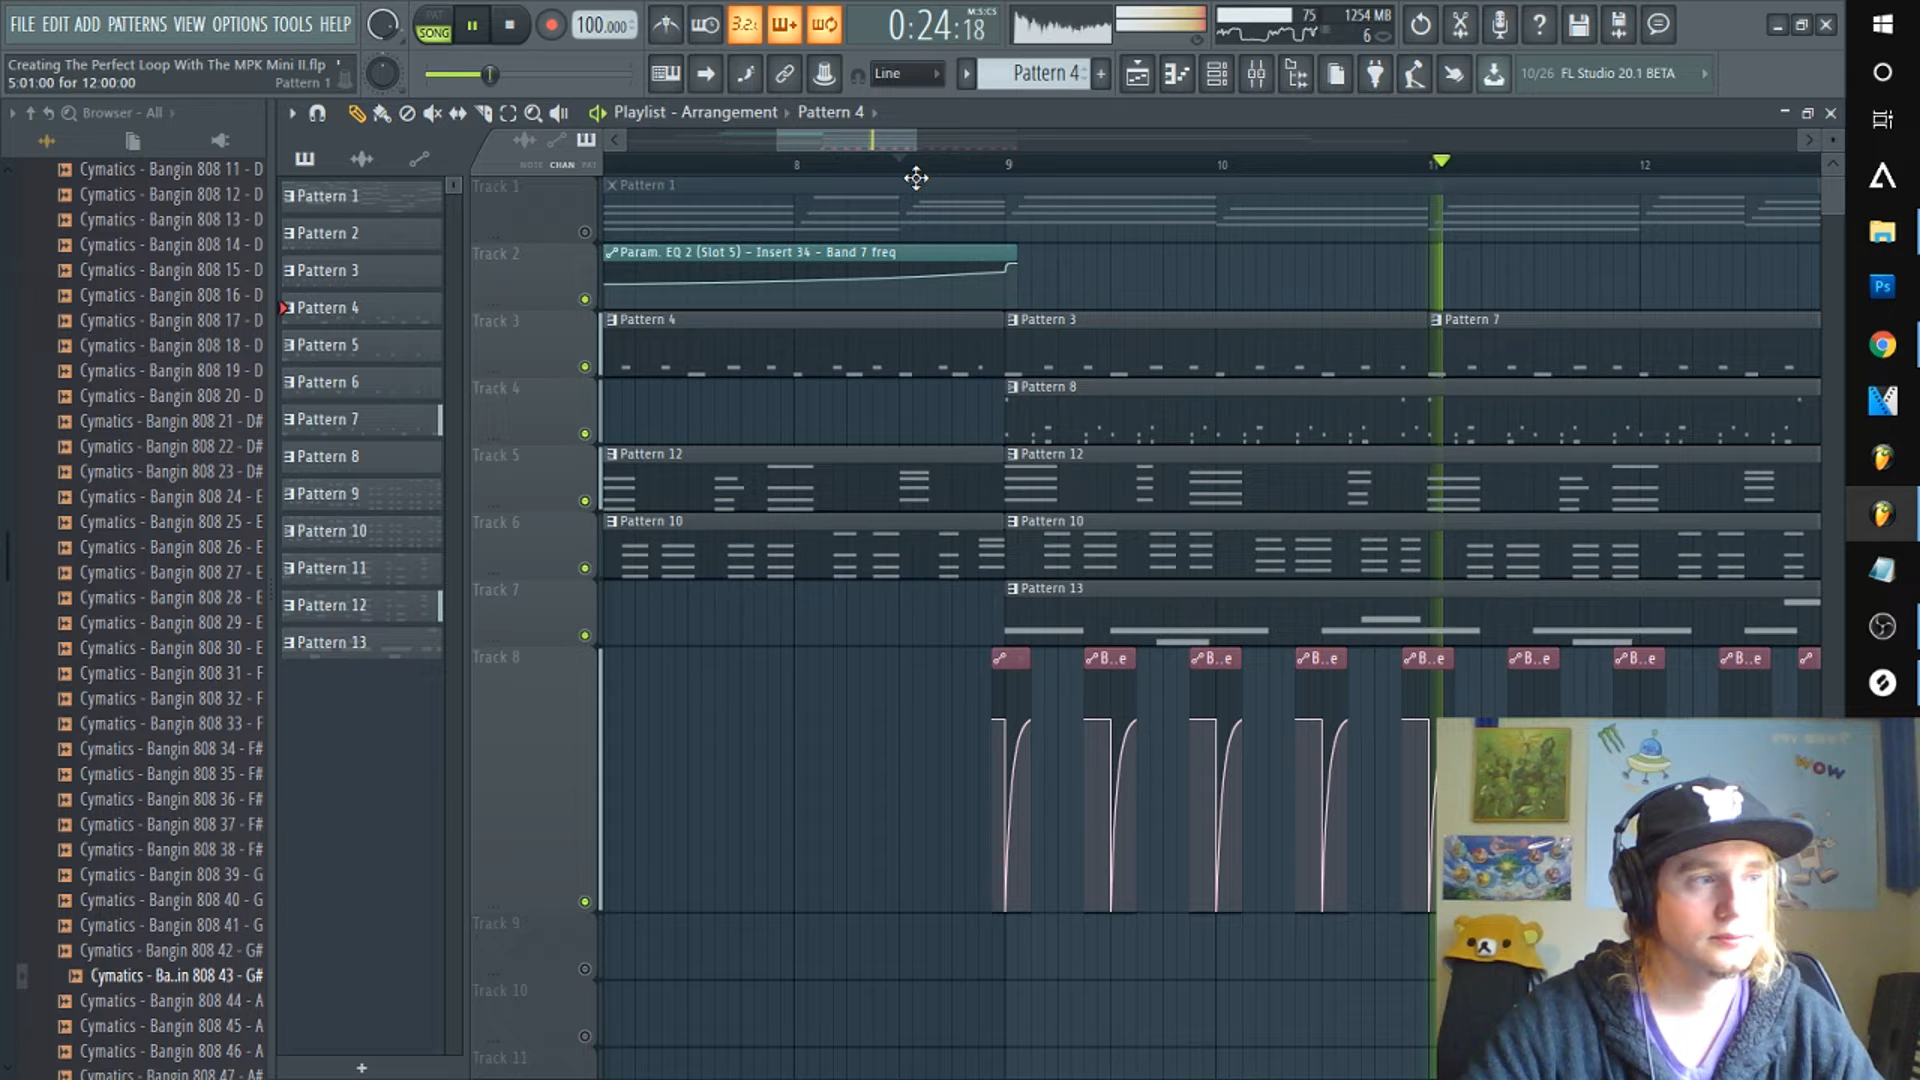 FILE EDIT ADD PATTERNS VIEW OPTIONS TOOLS HELP
PAT
SONG
100.000
3.2.
0:24:18
M:S:CS
75
1254 MB
6
Creating The Perfect Loop With The MPK Mini II.flp
5:01:00 for 12:00:00
Pattern 1
Line
Pattern 4
+
10/26 FL Studio 20.1 BETA
Browser - All
Playlist - Arrangement
Pattern 4
NOTE CHAN PAT
8
9
10
11
12
Cymatics - Bangin 808 11 - D
Cymatics - Bangin 808 12 - D
Cymatics - Bangin 808 13 - D
Cymatics - Bangin 808 14 - D
Cymatics - Bangin 808 15 - D
Cymatics - Bangin 808 16 - D
Cymatics - Bangin 808 17 - D
Cymatics - Bangin 808 18 - D
Cymatics - Bangin 808 19 - D
Cymatics - Bangin 808 20 - D
Cymatics - Bangin 808 21 - D#
Cymatics - Bangin 808 22 - D#
Cymatics - Bangin 808 23 - D#
Cymatics - Bangin 808 24 - E
Cymatics - Bangin 808 25 - E
Cymatics - Bangin 808 26 - E
Cymatics - Bangin 808 27 - E
Cymatics - Bangin 808 28 - E
Cymatics - Bangin 808 29 - E
Cymatics - Bangin 808 30 - E
Cymatics - Bangin 808 31 - F
Cymatics - Bangin 808 32 - F
Cymatics - Bangin 808 33 - F
Cymatics - Bangin 808 34 - F#
Cymatics - Bangin 808 35 - F#
Cymatics - Bangin 808 36 - F#
Cymatics - Bangin 808 37 - F#
Cymatics - Bangin 808 38 - F#
Cymatics - Bangin 808 39 - G
Cymatics - Bangin 808 40 - G
Cymatics - Bangin 808 41 - G
Cymatics - Bangin 808 42 - G#
Cymatics - Ba..in 808 43 - G#
Cymatics - Bangin 808 44 - A
Cymatics - Bangin 808 45 - A
Cymatics - Bangin 808 46 - A
Cymatics - Bangin 808 47 - A#
Pattern 1
Pattern 2
Pattern 3
Pattern 4
Pattern 5
Pattern 6
Pattern 7
Pattern 8
Pattern 9
Pattern 10
Pattern 11
Pattern 12
Pattern 13
+
Track 1
Pattern 1
Track 2
Param. EQ 2 (Slot 5) - Insert 34 - Band 7 freq
Track 3
Pattern 4
Pattern 3
Pattern 7
Track 4
Pattern 8
Track 5
Pattern 12
Pattern 12
Track 6
Pattern 10
Pattern 10
Track 7
Pattern 13
Track 8
B..e
B..e
B..e
B..e
B..e
B..e
B..e
Track 9
Track 10
Track 11
Ps
WOW